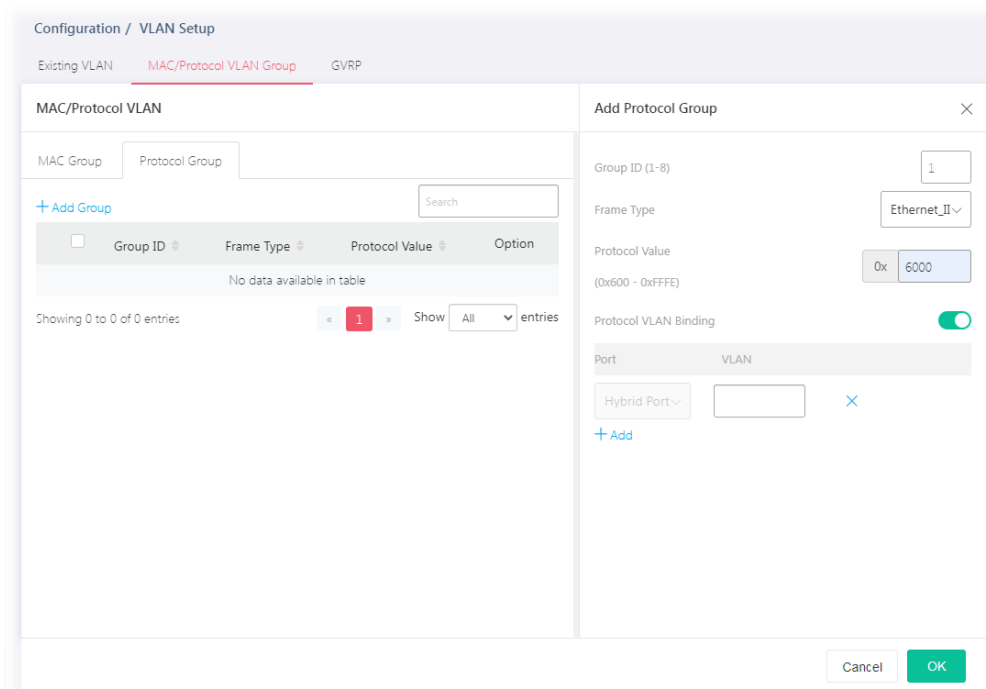 Configuration / VLAN Setup
Existing VLAN MAC/Protocol VLAN Group GVRP
MAC/Protocol VLAN
MAC Group Protocol Group
+ Add Group Search
Group ID Frame Type Protocol Value Option
No data available in table
Showing 0 to 0 of 0 entries « 1 » Show All entries
Add Protocol Group
Group ID (1-8) 1
Frame Type Ethernet_II
Protocol Value
(0x600 - 0xFFFE) 0x 6000
Protocol VLAN Binding
Port VLAN
Hybrid Port
+ Add
Cancel OK